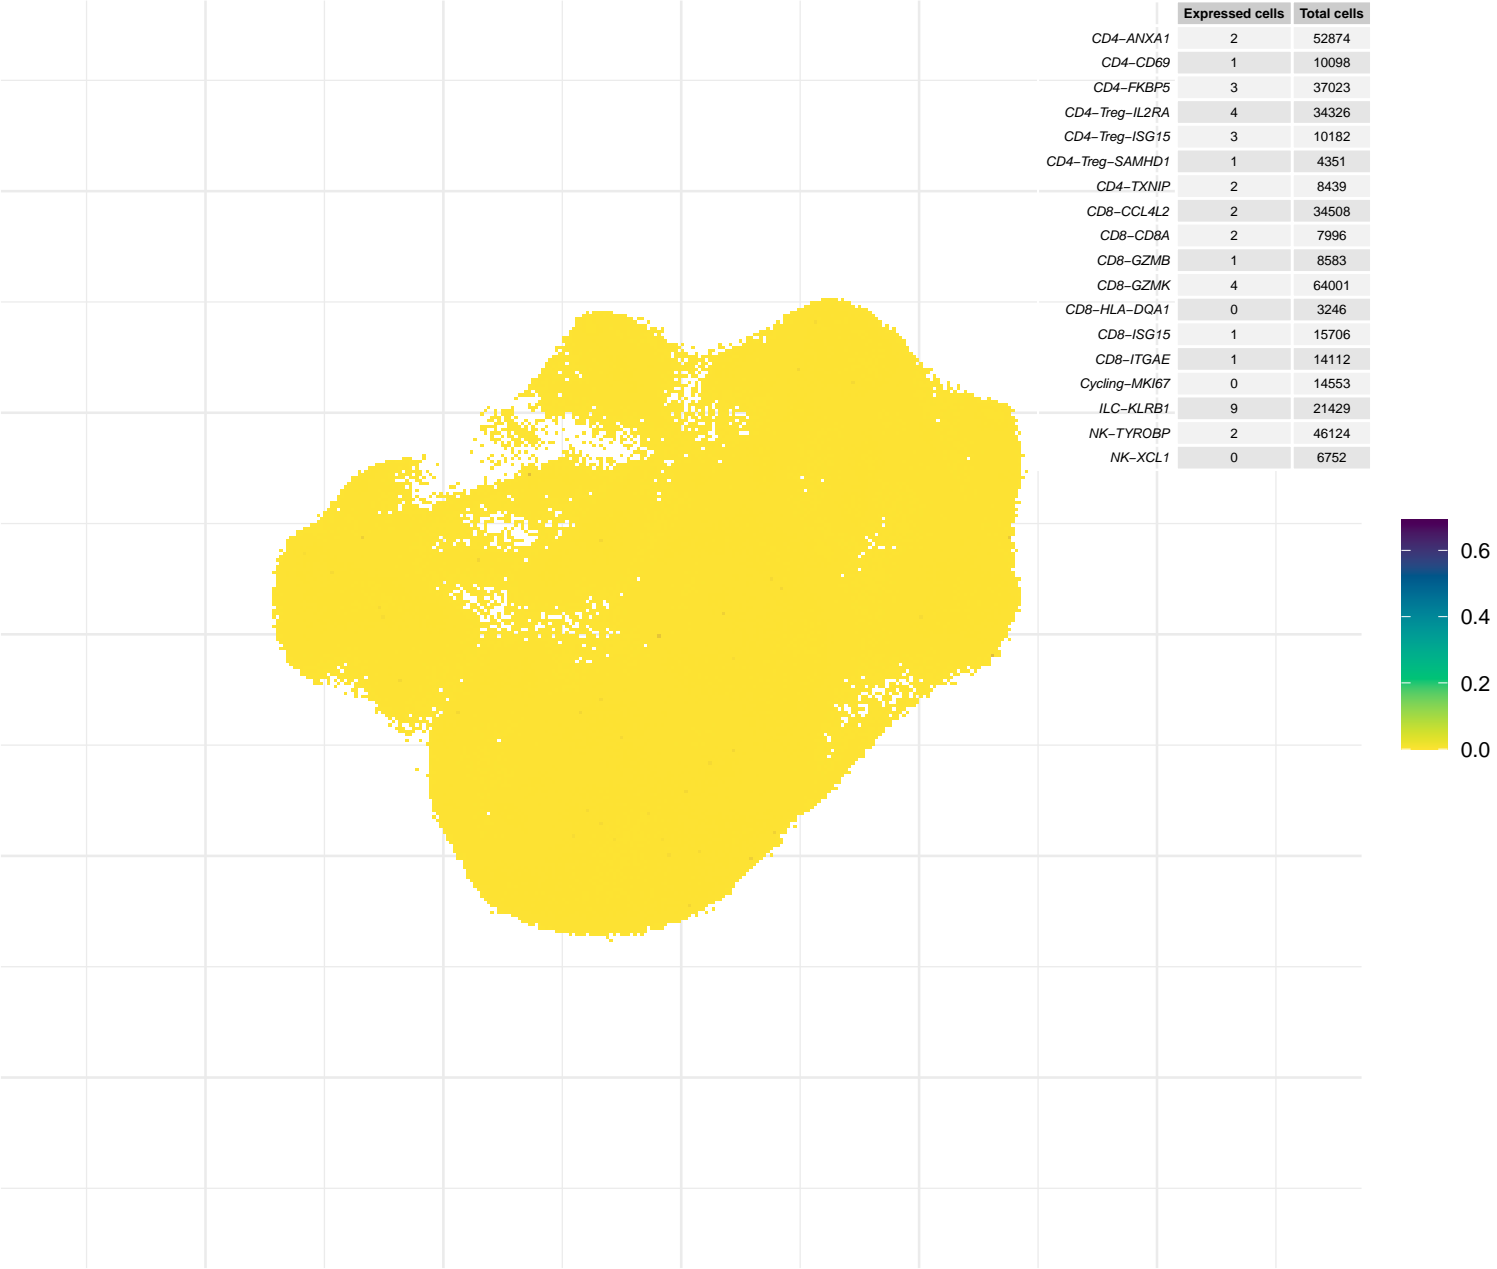 Expressed cells Total cells
CD4−ANXA1 2 52874
CD4−CD69 1 10098
CD4−FKBP5 3 37023
CD4−Treg−IL2RA 4 34326
CD4−Treg−ISG15 3 10182
CD4−Treg−SAMHD1 1 4351
CD4−TXNIP 2 8439
CD8−CCL4L2 2 34508
CD8−CD8A 2 7996
CD8−GZMB 1 8583
CD8−GZMK 4 64001
CD8−HLA−DQA1 0 3246
CD8−ISG15 1 15706
CD8−ITGAE 1 14112
Cycling−MKI67 0 14553
ILC−KLRB1 9 21429
NK−TYROBP 2 46124
NK−XCL1 0 6752
0.6
0.4
0.2
0.0